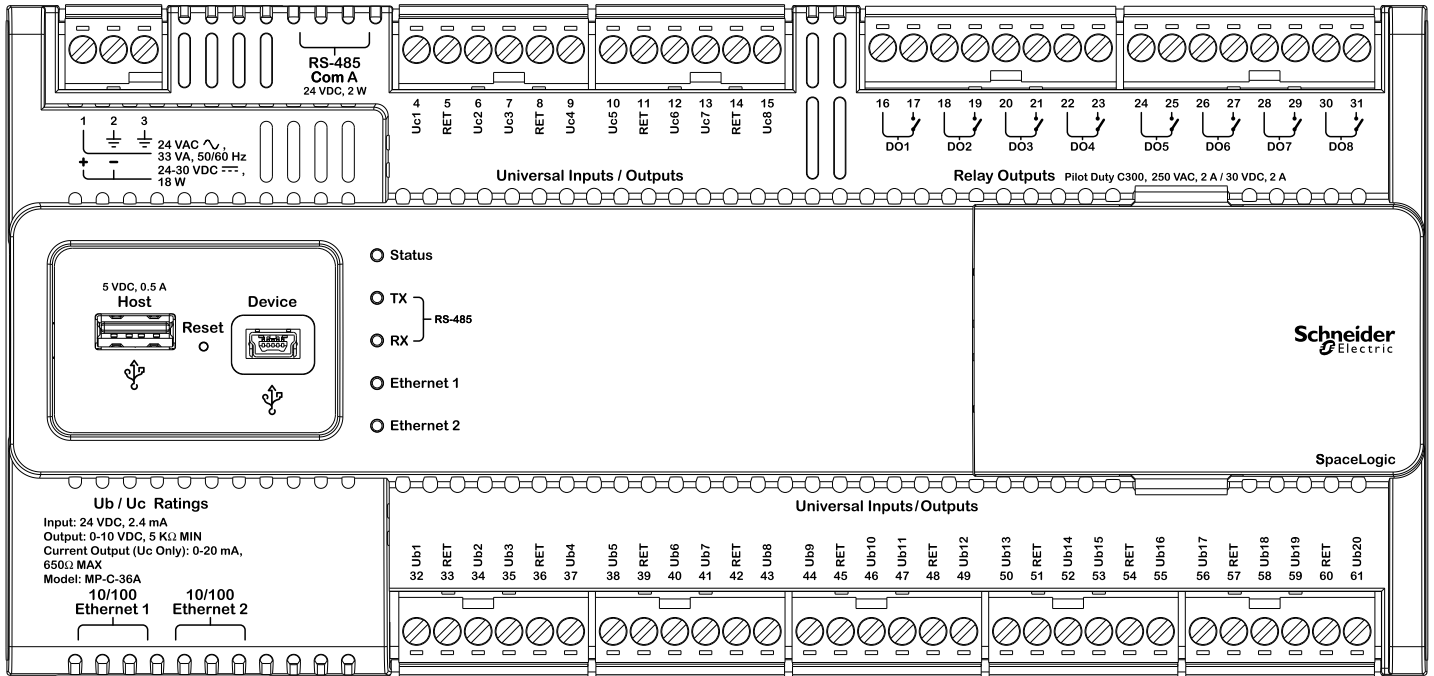 RS-485
Com A
24 VDC, 2 W
1 2 3
+ −
24 VAC ∿ ,
33 VA, 50/60 Hz
24-30 VDC ⎓ ,
18 W
4 5 6 7 8 9 10 11 12 13 14 15
Uc1 RET Uc2 Uc3 RET Uc4 Uc5 RET Uc6 Uc7 RET Uc8
Universal Inputs / Outputs
16 17 18 19 20 21 22 23 24 25 26 27 28 29 30 31
DO1 DO2 DO3 DO4 DO5 DO6 DO7 DO8
Relay Outputs Pilot Duty C300, 250 VAC, 2 A / 30 VDC, 2 A
5 VDC, 0.5 A
Host
Reset
Device
Status
TX
RX
RS-485
Ethernet 1
Ethernet 2
Schneider
Electric
SpaceLogic
Ub / Uc Ratings
Input: 24 VDC, 2.4 mA
Output: 0-10 VDC, 5 KΩ MIN
Current Output (Uc Only): 0-20 mA,
650Ω MAX
Model: MP-C-36A
10/100
Ethernet 1
10/100
Ethernet 2
Universal Inputs/Outputs
Ub1 RET Ub2 Ub3 RET Ub4 Ub5 RET Ub6 Ub7 RET Ub8 Ub9 RET Ub10 Ub11 RET Ub12 Ub13 RET Ub14 Ub15 RET Ub16 Ub17 RET Ub18 Ub19 RET Ub20
32 33 34 35 36 37 38 39 40 41 42 43 44 45 46 47 48 49 50 51 52 53 54 55 56 57 58 59 60 61